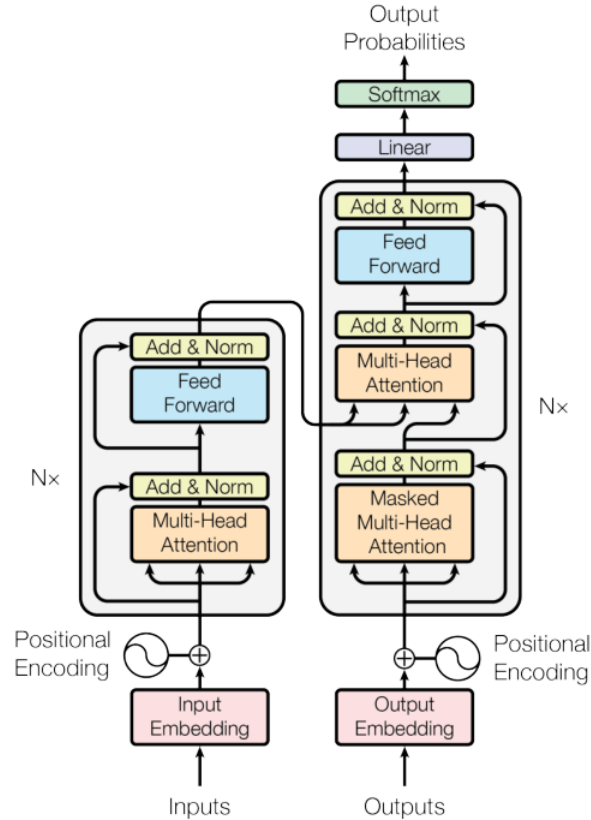 Output
Probabilities
Softmax
Linear
Add & Norm
Feed
Forward
Add & Norm
Multi-Head
Attention
Add & Norm
Masked
Multi-Head
Attention
N×
Positional
Encoding
Output
Embedding
Outputs
Add & Norm
Feed
Forward
Add & Norm
Multi-Head
Attention
N×
Positional
Encoding
Input
Embedding
Inputs